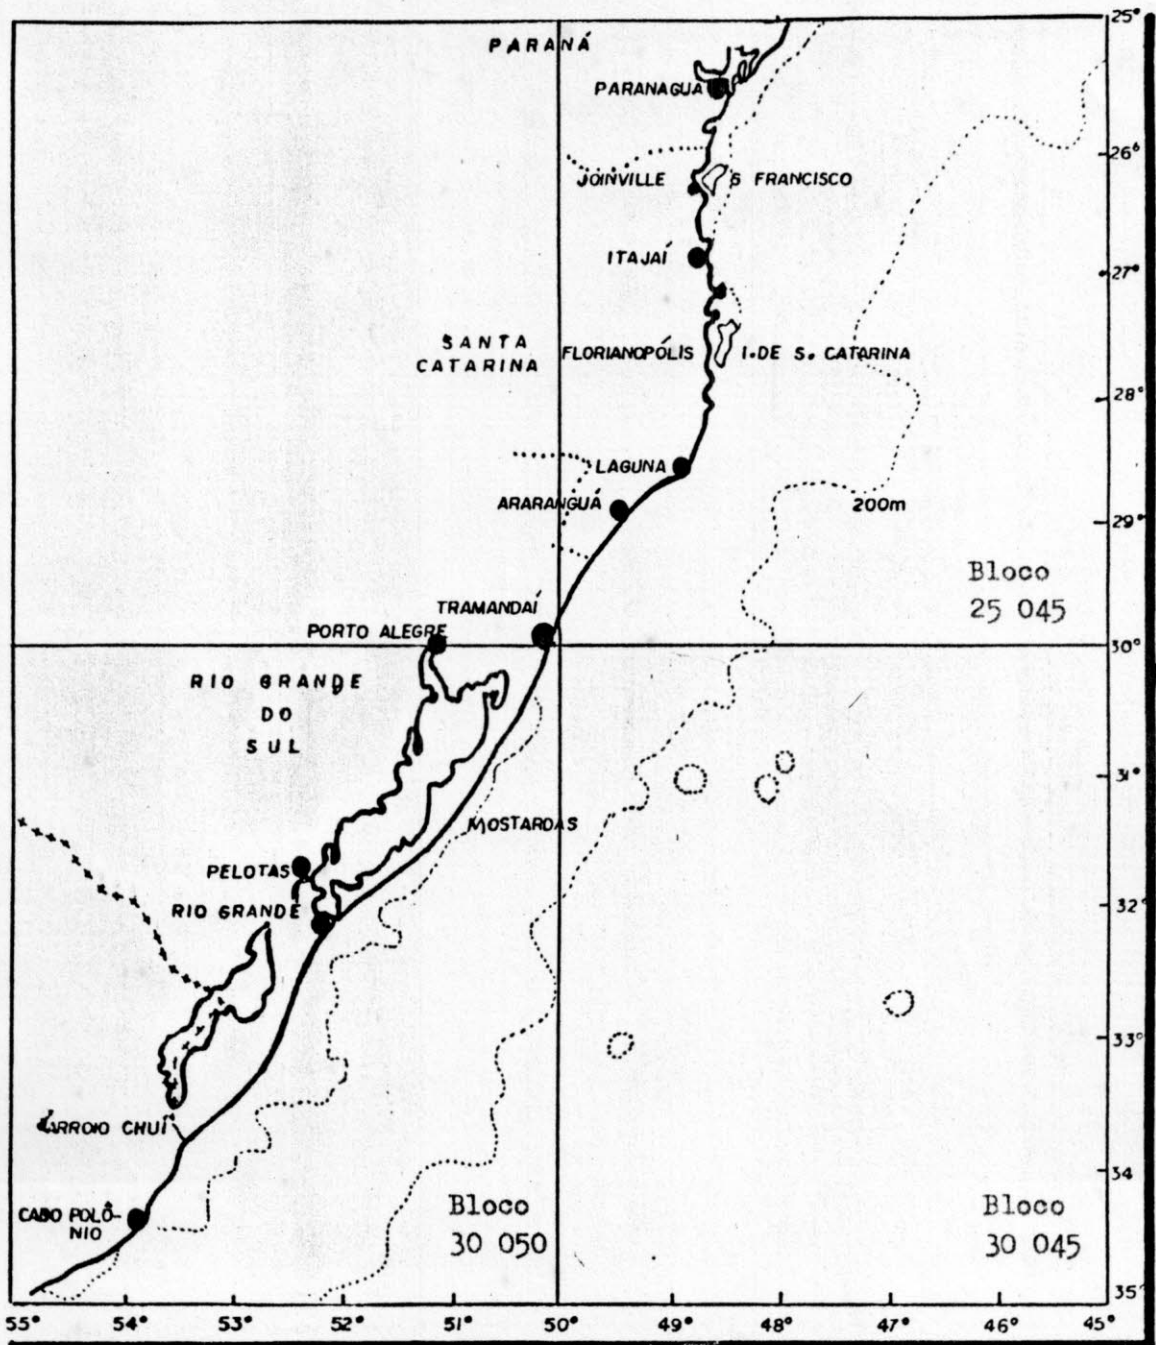 25°
PARANÁ
PARANAGUÁ
26°
JOINVILLE
S FRANCISCO
ITAJAÍ
27°
SANTA
CATARINA
FLORIANOPÓLIS
I. DE S. CATARINA
28°
LAGUNA
ARARANGUÁ
200m
29°
Bloco
25 045
TRAMANDAÍ
PORTO ALEGRE
30°
RIO GRANDE
DO
SUL
31°
MOSTARDAS
PELOTAS
RIO GRANDE
32°
33°
ARROIO CHUÍ
34°
CABO POLÔ-
NIO
Bloco
30 050
Bloco
30 045
35°
55° 54° 53° 52° 51° 50° 49° 48° 47° 46° 45°